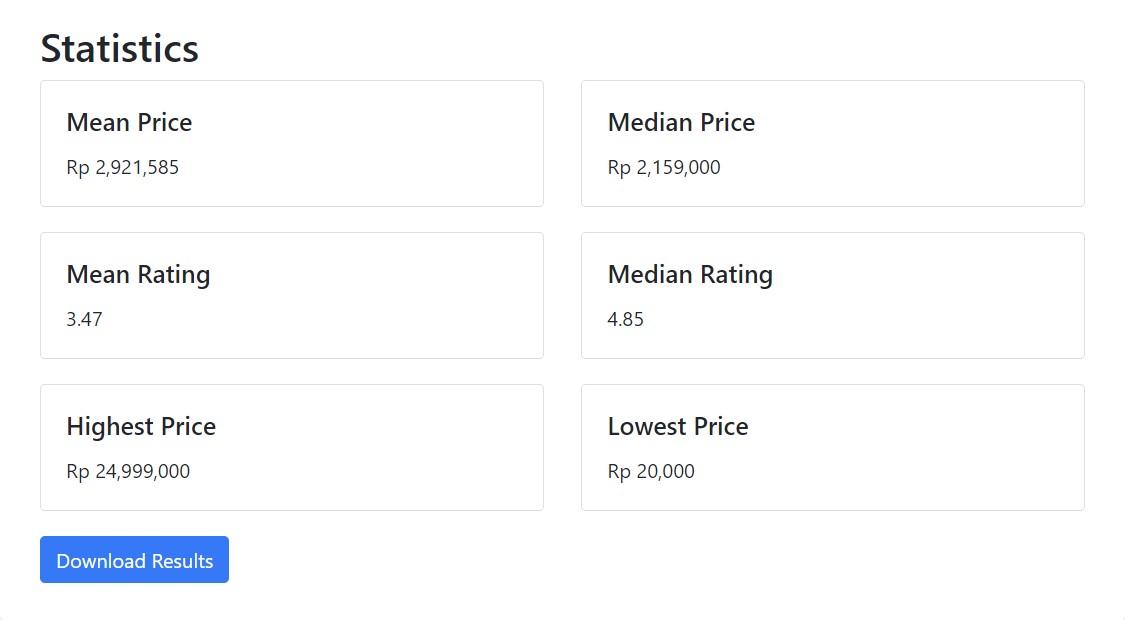 Statistics
Mean Price
Rp 2,921,585
Median Price
Rp 2,159,000
Mean Rating
3.47
Median Rating
4.85
Highest Price
Rp 24,999,000
Lowest Price
Rp 20,000
Download Results